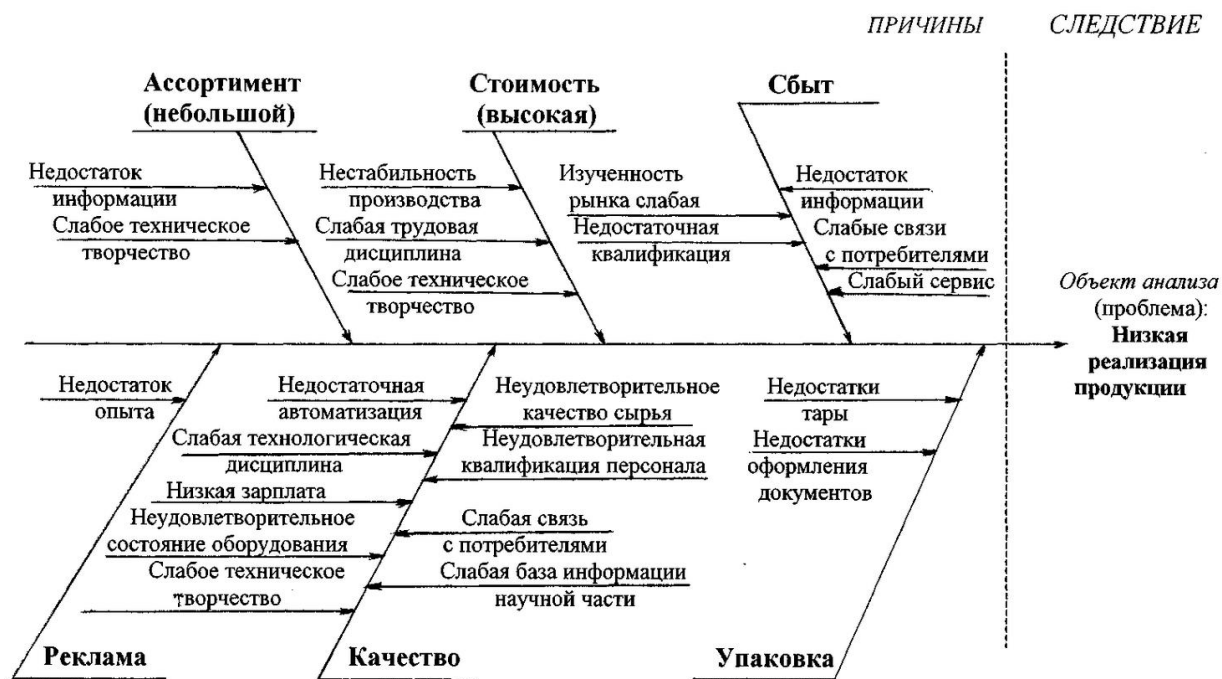 ПРИЧИНЫ
СЛЕДСТВИЕ
Ассортимент
(небольшой)
Недостаток
информации
Слабое техническое
творчество
Стоимость
(высокая)
Нестабильность
производства
Слабая трудовая
дисциплина
Слабое техническое
творчество
Сбыт
Изученность
рынка слабая
Недостаточная
квалификация
Недостаток
информации
Слабые связи
с потребителями
Слабый сервис
Объект анализа
(проблема):
Низкая
реализация
продукции
Недостаток
опыта
Реклама
Недостаточная
автоматизация
Слабая технологическая
дисциплина
Низкая зарплата
Неудовлетворительное
состояние оборудования
Слабое техническое
творчество
Неудовлетворительное
качество сырья
Неудовлетворительная
квалификация персонала
Слабая связь
с потребителями
Слабая база информации
научной части
Качество
Недостатки
тары
Недостатки
оформления
документов
Упаковка